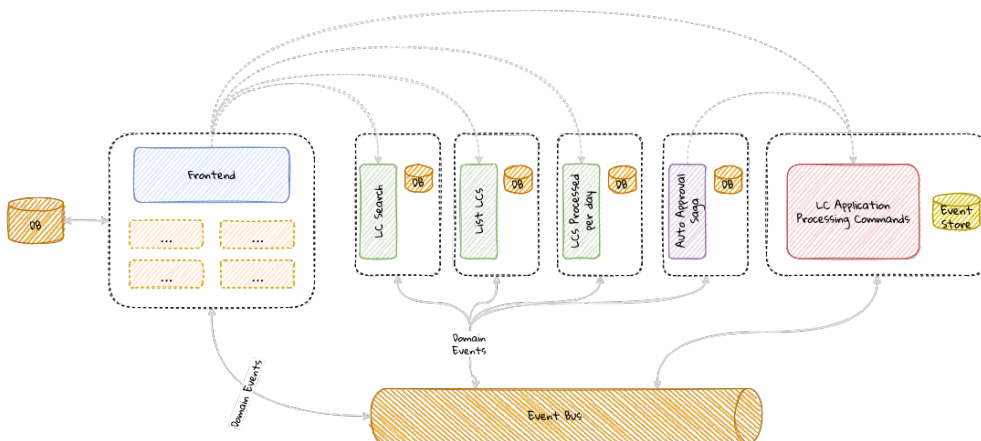 Frontend
DB
...
...
...
...
LC Search
DB
List LCs
DB
LCs Processed
per day
DB
Auto Approval
Saga
DB
LC Application
Processing Commands
Event
Store
Domain
Events
Domain Events
Event Bus